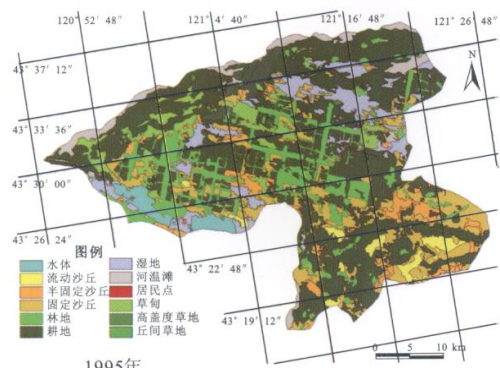 120° 52′ 48″
121° 4′ 40″
121° 16′ 48″
121° 26′ 48″
43° 37′ 12″
N
43° 33′ 36″
43° 30′ 00″
43° 26′ 24″
图例
43° 22′ 48″
水体
湿地
流动沙丘
河温滩
半固定沙丘
居民点
固定沙丘
草甸
43° 19′ 12″
林地
高盖度草地
耕地
丘间草地
0 5 10 km
1995年